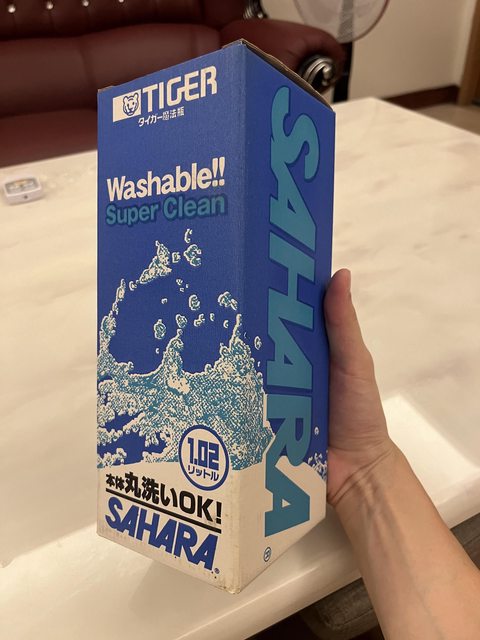 TIGER
タイガー魔法瓶
Washable!!
Super Clean
1.02
リットル
本体丸洗いOK!
SAHARA®
SAHARA
®